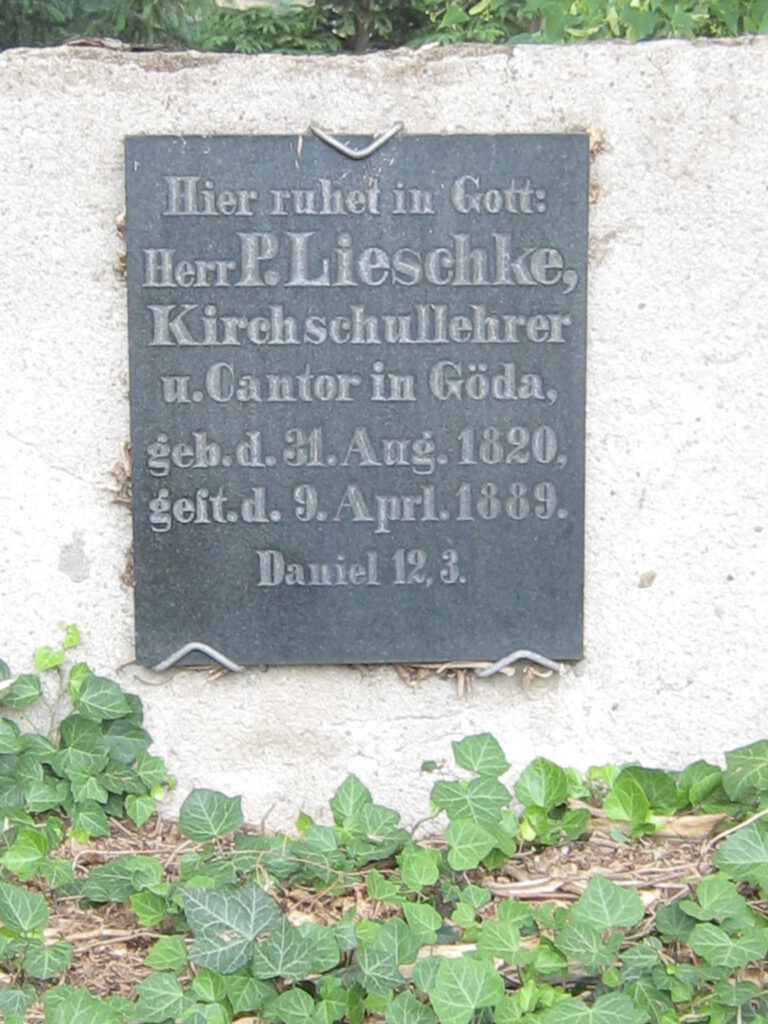 Hier ruhet in Gott:
Herr P. Lieschke,
Kirchschullehrer
u. Cantor in Göda,
geb. d. 31. Aug. 1820,
gest. d. 9. Aprl. 1889.
Daniel 12, 3.